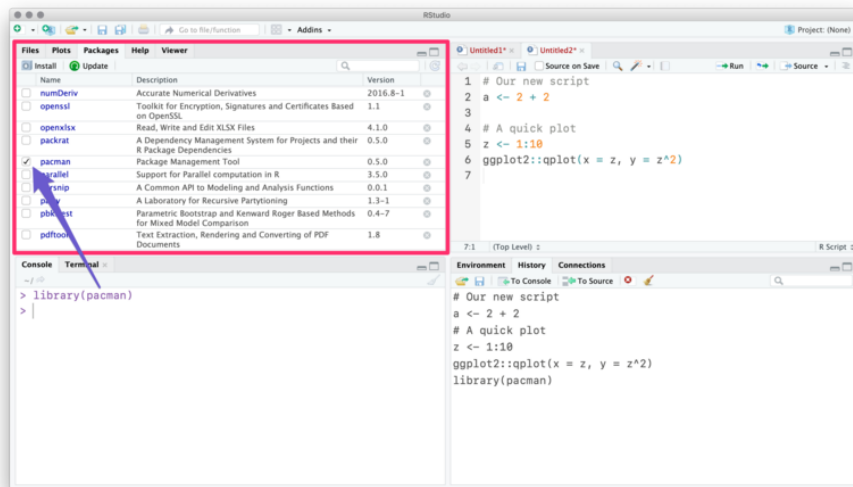 RStudio
Go to file/function
Addins
Project: (None)
Files Plots Packages Help Viewer
Install Update
Name Description Version
numDeriv Accurate Numerical Derivatives 2016.8-1
openssl Toolkit for Encryption, Signatures and Certificates Based on OpenSSL 1.1
openxlsx Read, Write and Edit XLSX Files 4.1.0
packrat A Dependency Management System for Projects and their R Package Dependencies 0.5.0
pacman Package Management Tool 0.5.0
parallel Support for Parallel computation in R 3.5.0
A Common API to Modeling and Analysis Functions 0.0.1
A Laboratory for Recursive Partytioning 1.3-1
Parametric Bootstrap and Kenward Roger Based Methods for Mixed Model Comparison 0.4-7
Text Extraction, Rendering and Converting of PDF Documents 1.8
Untitled1* Untitled2*
Source on Save Run Source
1 # Our new script
2 a <- 2 + 2
3
4 # A quick plot
5 z <- 1:10
6 ggplot2::qplot(x = z, y = z^2)
7
7:1 (Top Level) R Script
Console Terminal
~/
> library(pacman)
>
Environment History Connections
To Console To Source
# Our new script
a <- 2 + 2
# A quick plot
z <- 1:10
ggplot2::qplot(x = z, y = z^2)
library(pacman)